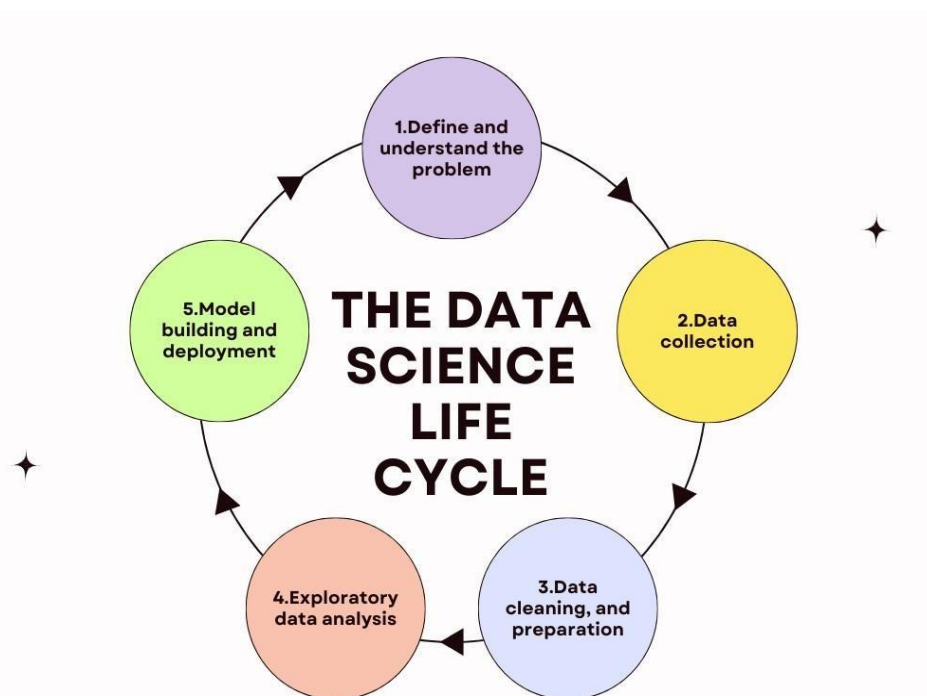 1.Define and
understand the
problem
2.Data
collection
3.Data
cleaning, and
preparation
4.Exploratory
data analysis
5.Model
building and
deployment
THE DATA
SCIENCE
LIFE
CYCLE